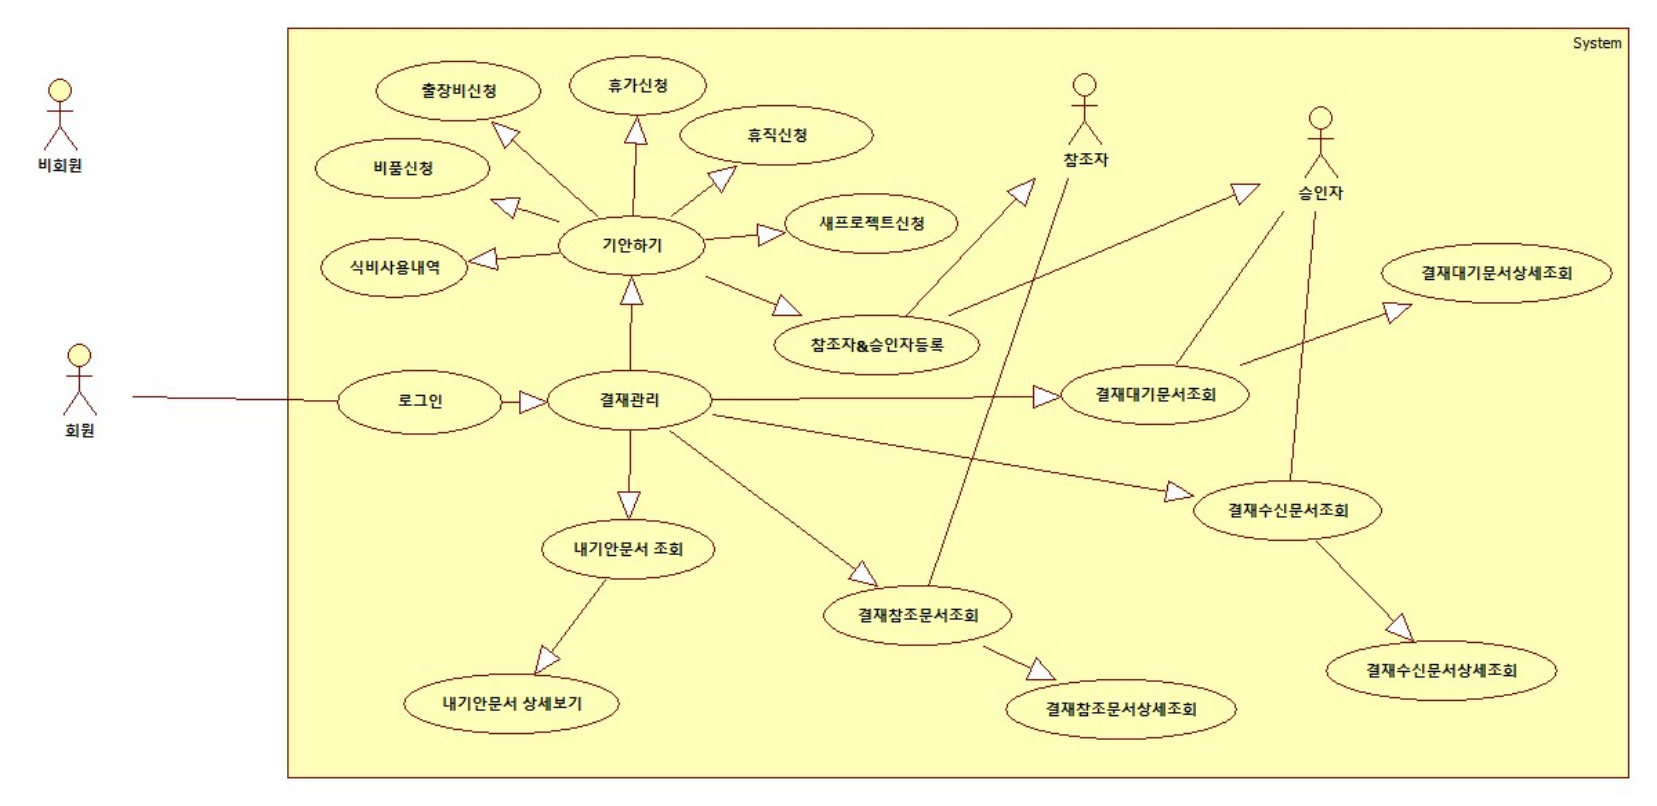 System
출장비신청
휴가신청
휴직신청
비회원
비품신청
참조자
승인자
새프로젝트신청
기안하기
식비사용내역
결재대기문서상세조회
참조자&승인자등록
회원
로그인
결재관리
결재대기문서조회
결재수신문서조회
내기안문서 조회
결재참조문서조회
결재수신문서상세조회
내기안문서 상세보기
결재참조문서상세조회